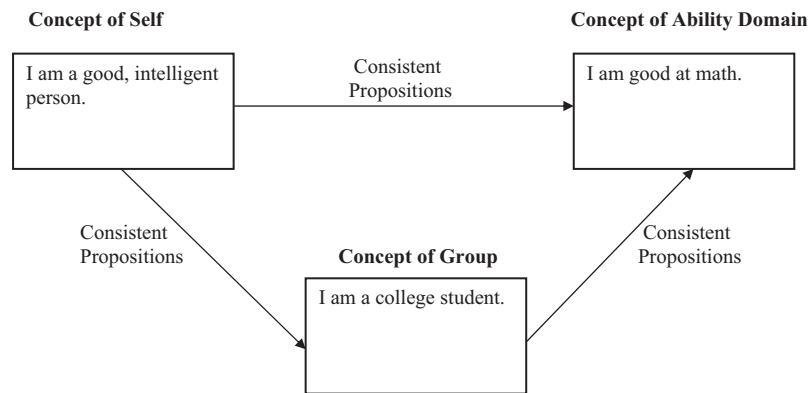 Concept of Self
Concept of Ability Domain
I am a good, intelligent
person.
Consistent
Propositions
I am good at math.
Consistent
Propositions
Concept of Group
Consistent
Propositions
I am a college student.